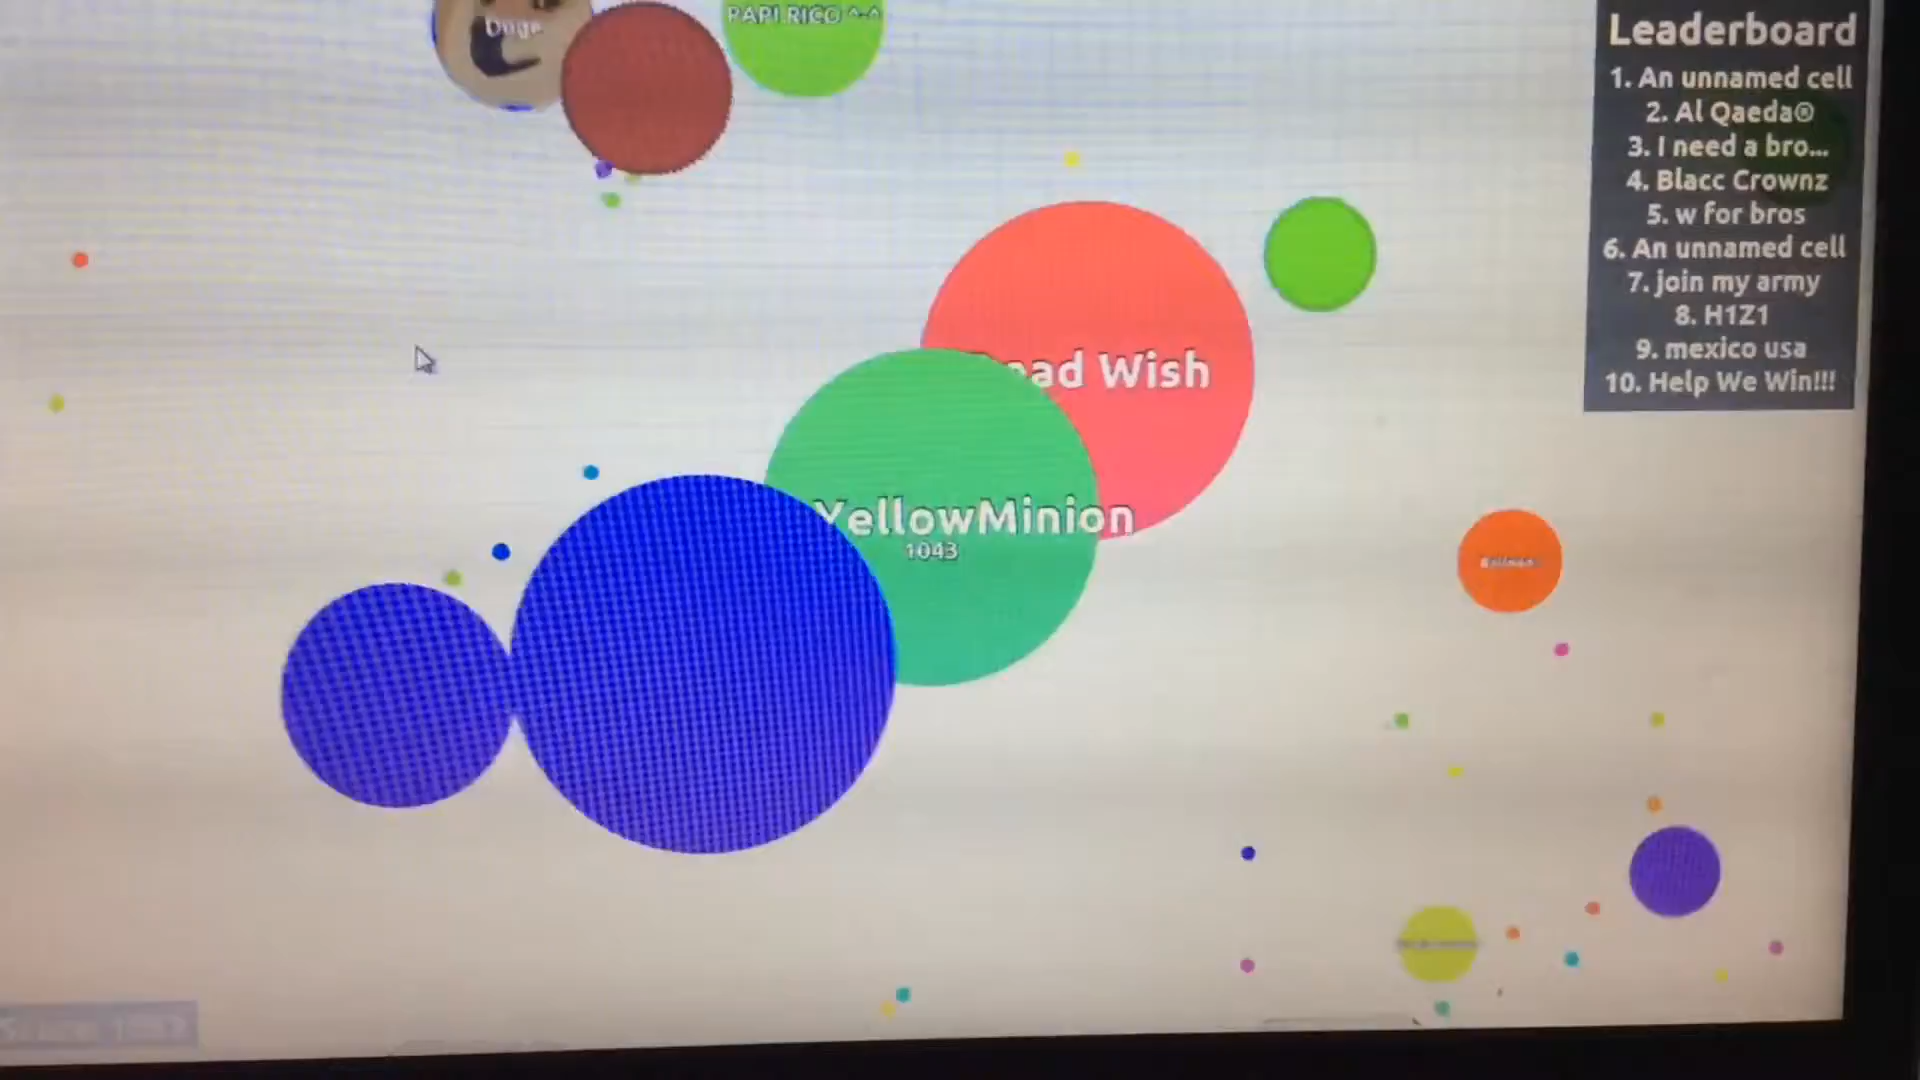 Doge
PAPI.RICO ^-^
Leaderboard
1. An unnamed cell
2. Al Qaeda®
3. I need a bro...
4. Blacc Crownz
5. w for bros
6. An unnamed cell
7. join my army
8. H1Z1
9. mexico usa
10. Help We Win!!!
ad Wish
YellowMinion
1043